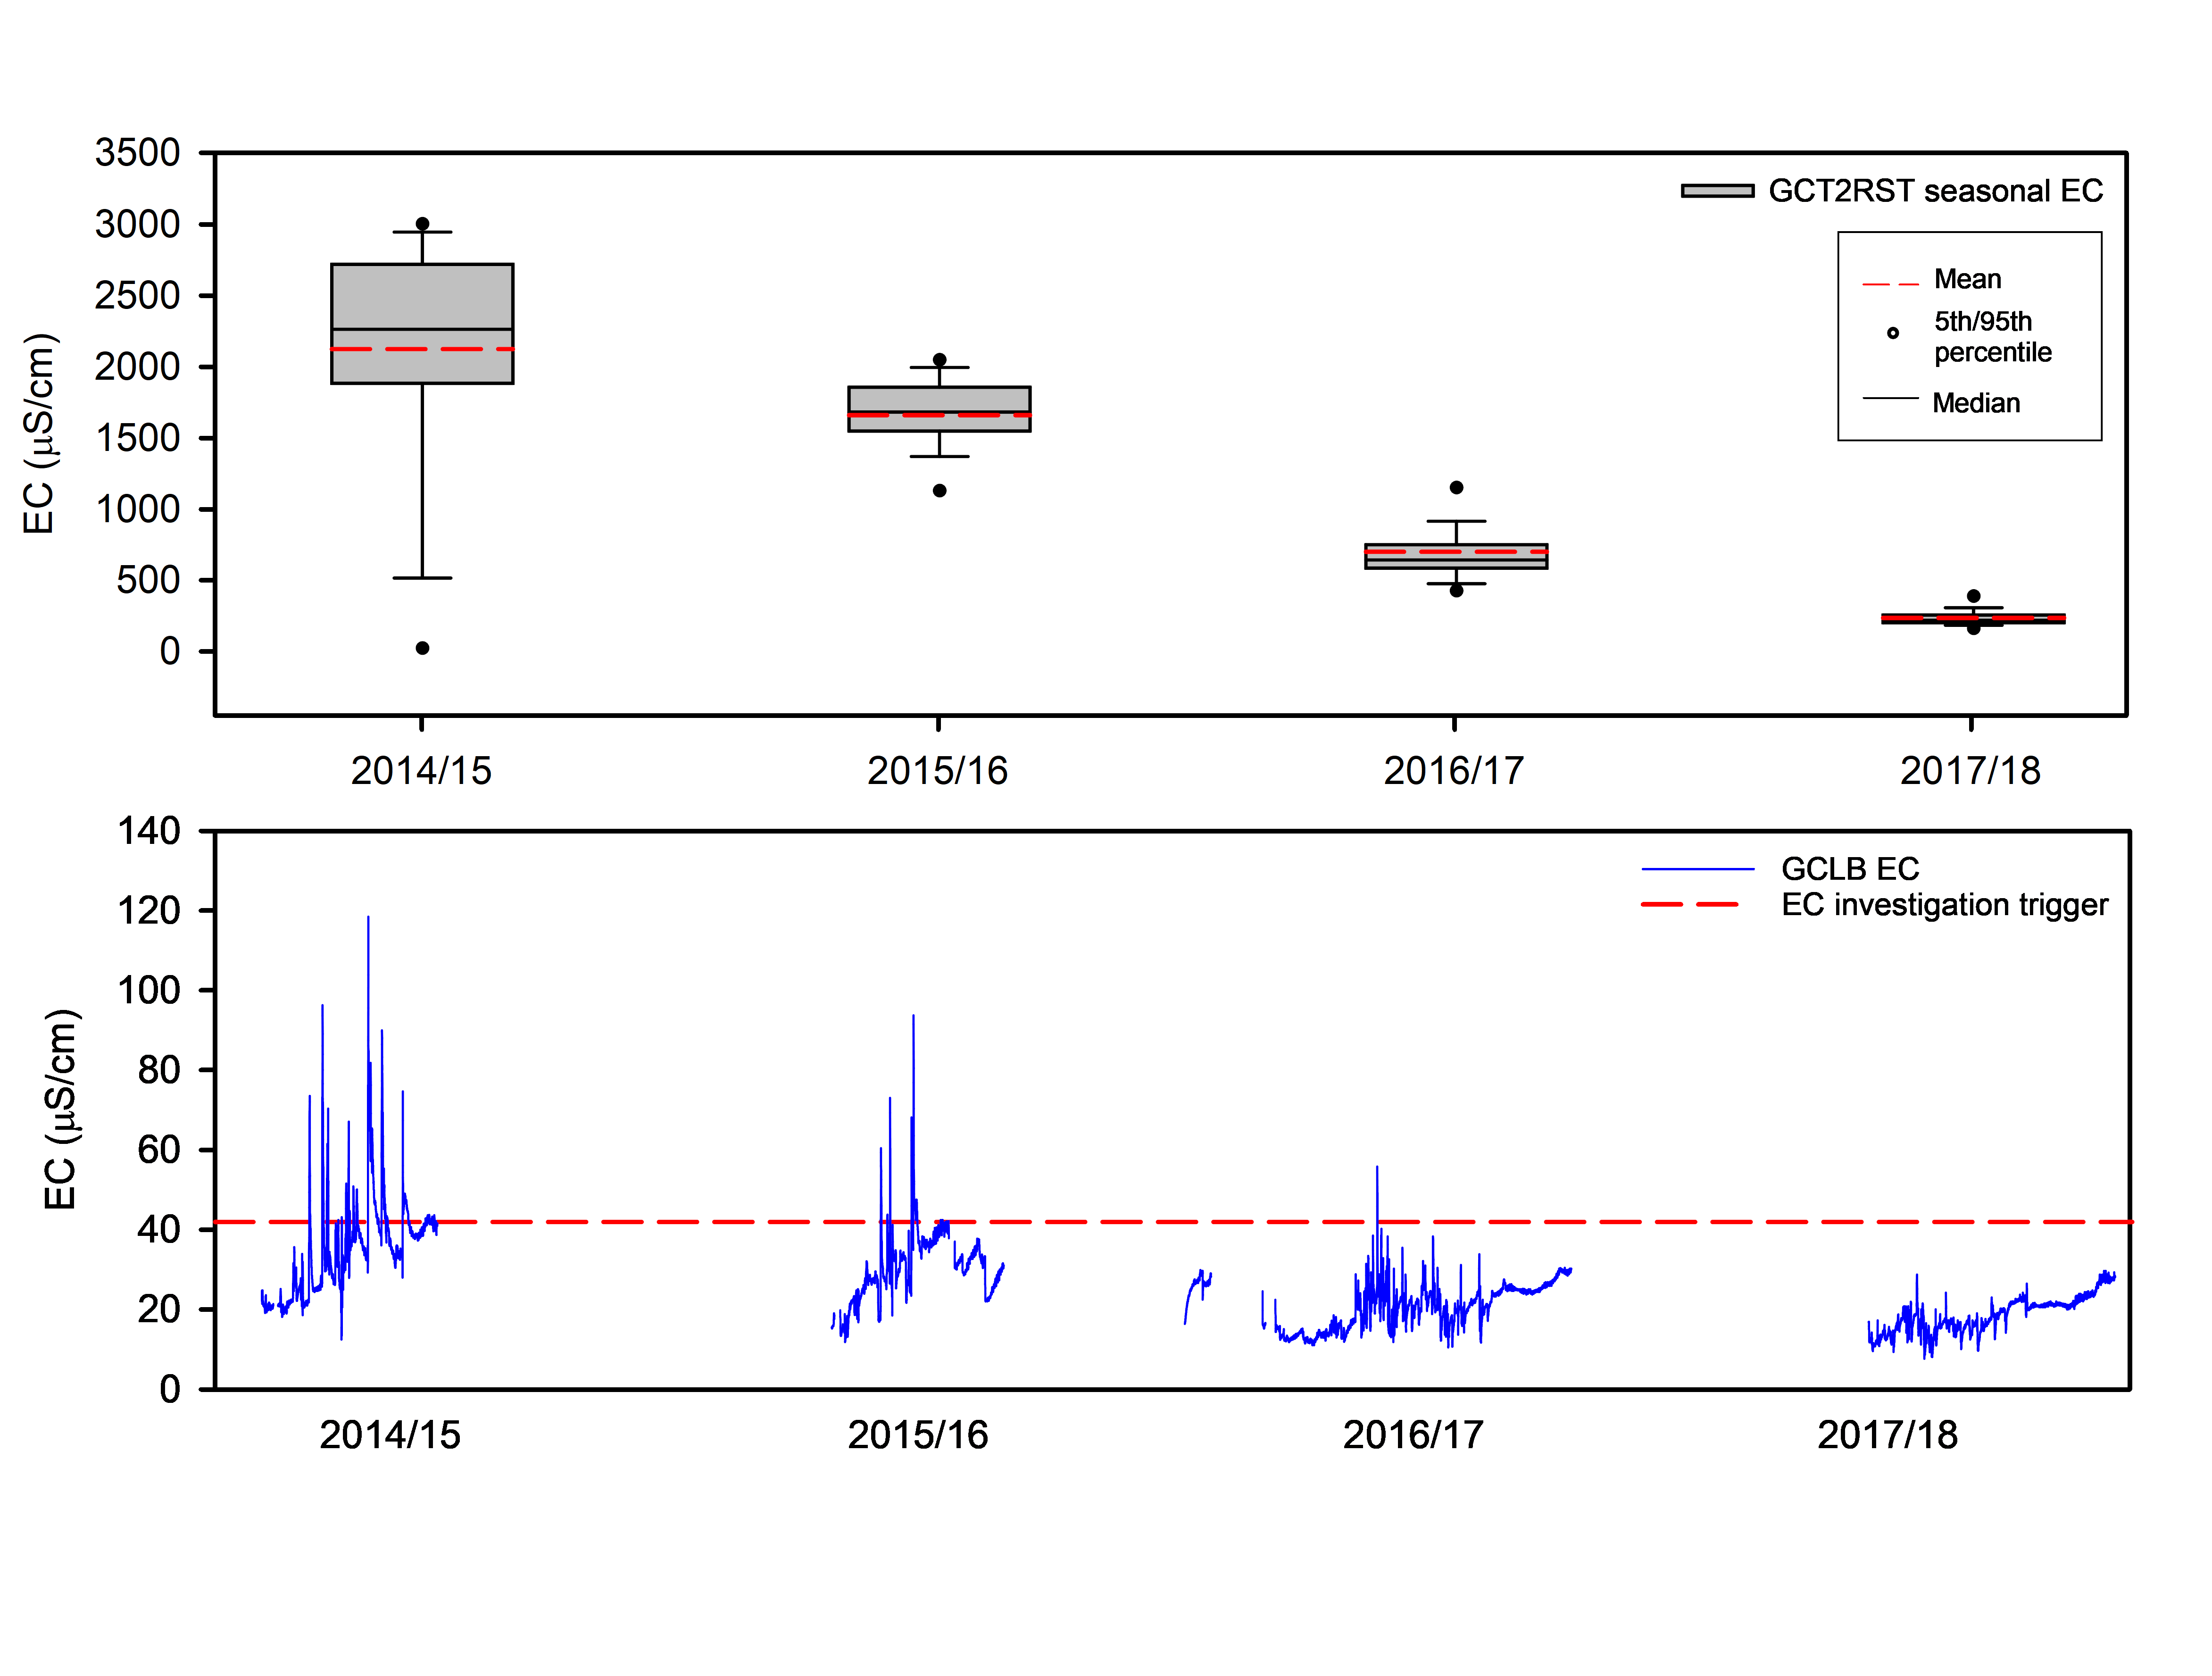 3500
3000
2500
2000
1500
1000
500
0
EC (µS/cm)
GCT2RST seasonal EC
Mean
5th/95th
percentile
Median
2014/15 2015/16 2016/17 2017/18
140
120
100
80
60
40
20
0
EC (µS/cm)
GCLB EC
EC investigation trigger
2014/15 2015/16 2016/17 2017/18